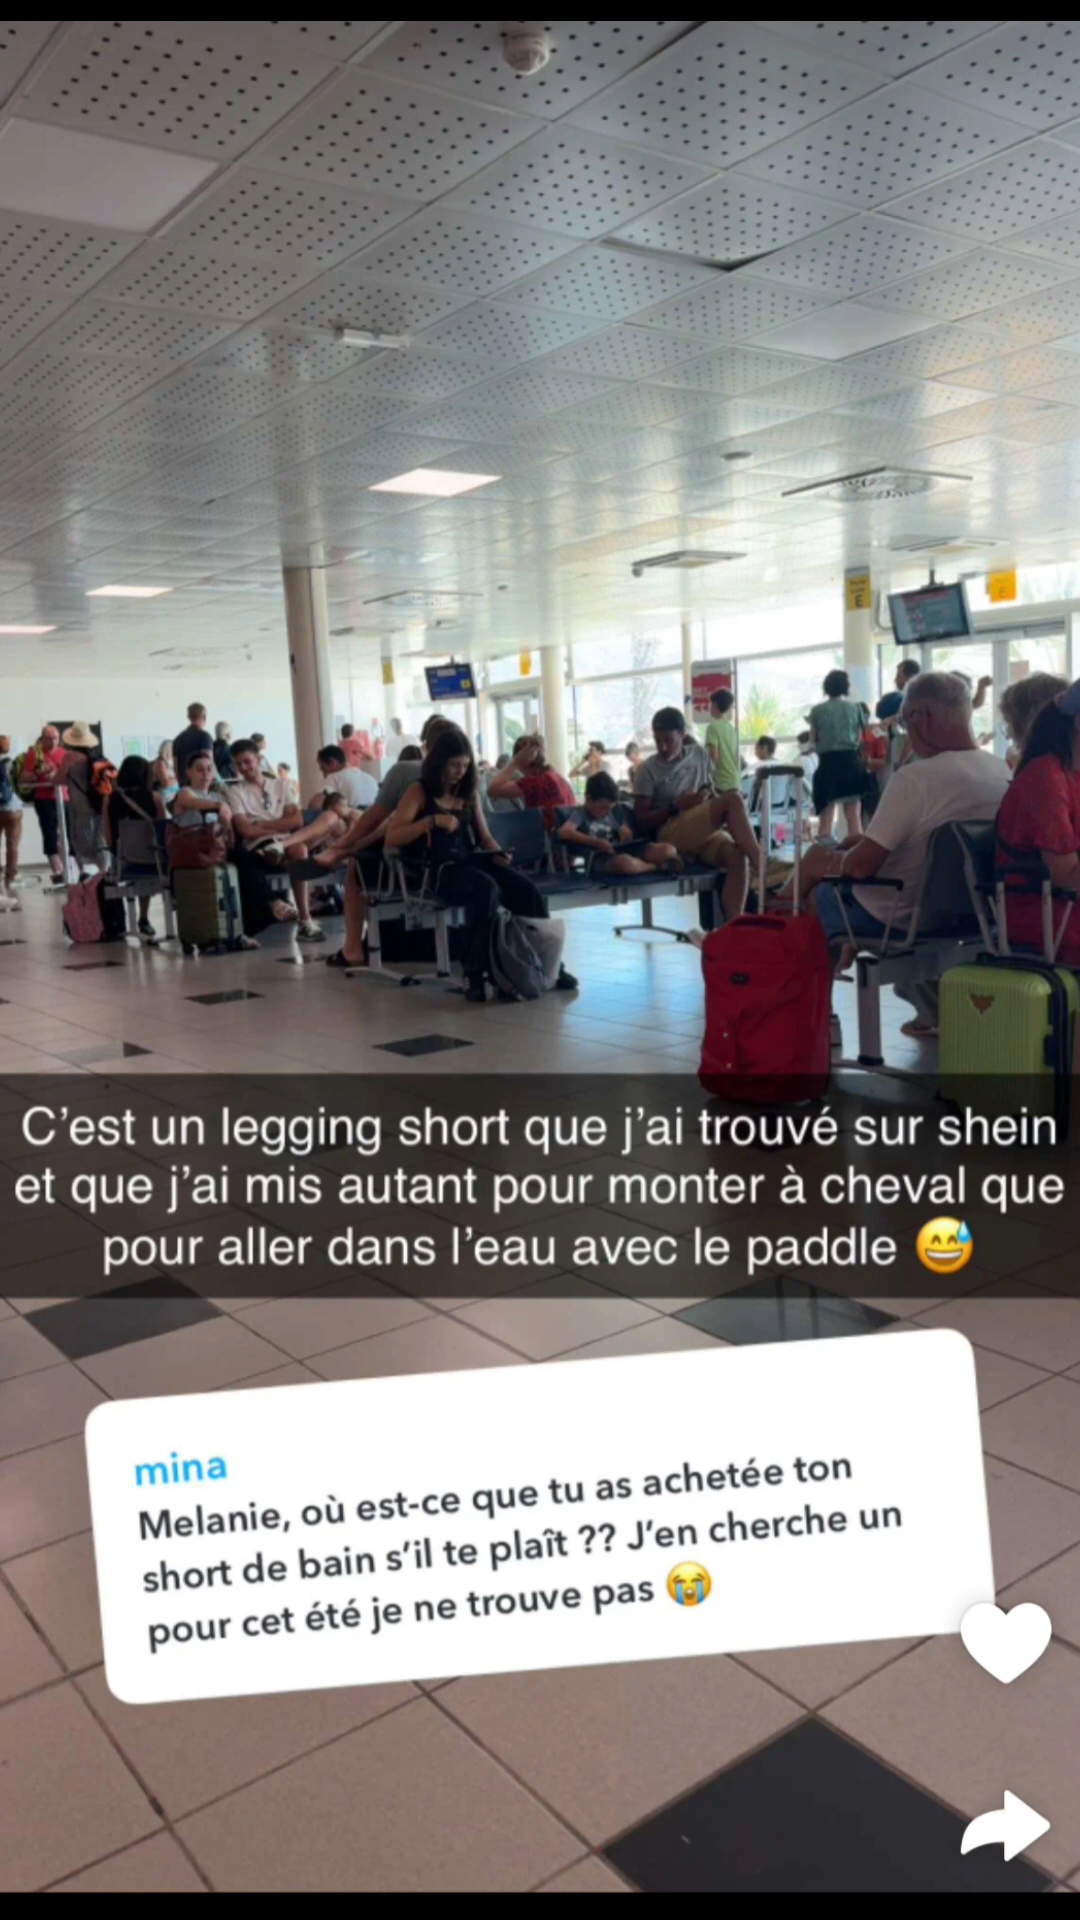 C’est un legging short que j’ai trouvé sur shein
et que j’ai mis autant pour monter à cheval que
pour aller dans l’eau avec le paddle 😅
mina
Melanie, où est-ce que tu as achetée ton
short de bain s’il te plaît ?? J’en cherche un
pour cet été je ne trouve pas 😭